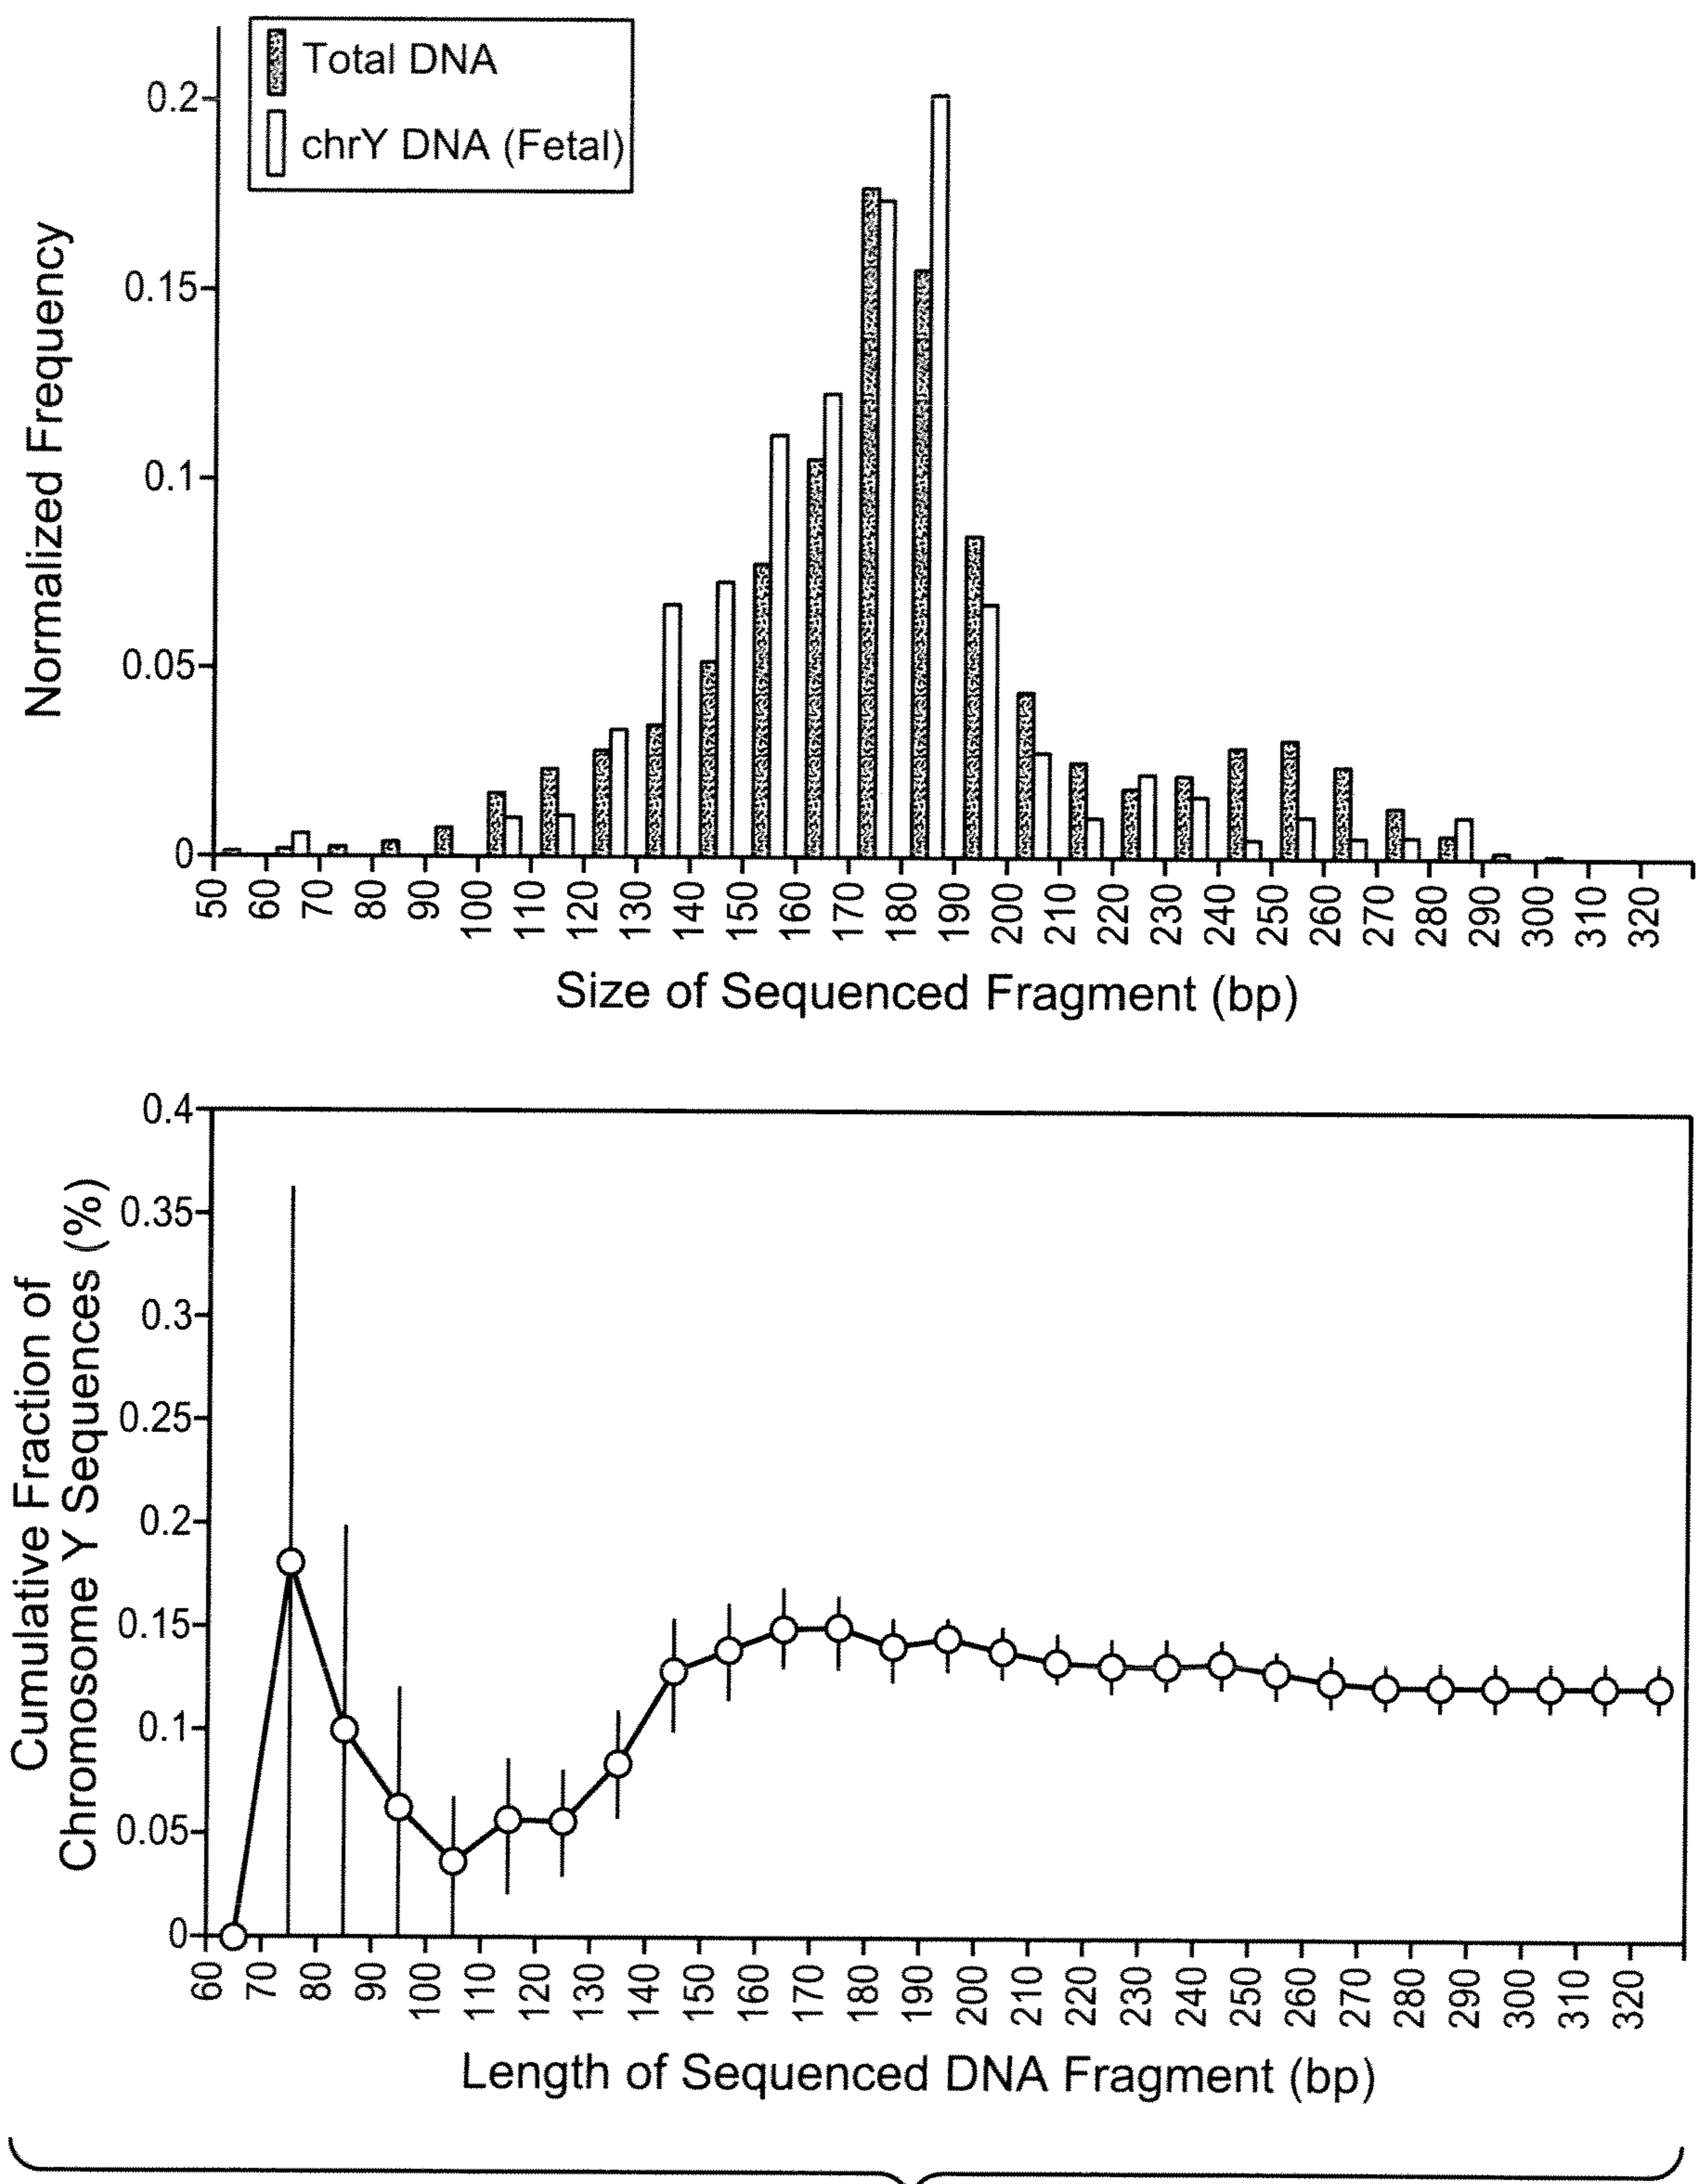 Total DNA
chrY DNA (Fetal)
0.2
0.15
0.1
0.05
0
Normalized Frequency
50 60 70 80 90 100 110 120 130 140 150 160 170 180 190 200 210 220 230 240 250 260 270 280 290 300 310 320
Size of Sequenced Fragment (bp)
0.4
0.35
0.3
0.25
0.2
0.15
0.1
0.05
0
Cumulative Fraction of
Chromosome Y Sequences (%)
60 70 80 90 100 110 120 130 140 150 160 170 180 190 200 210 220 230 240 250 260 270 280 290 300 310 320
Length of Sequenced DNA Fragment (bp)